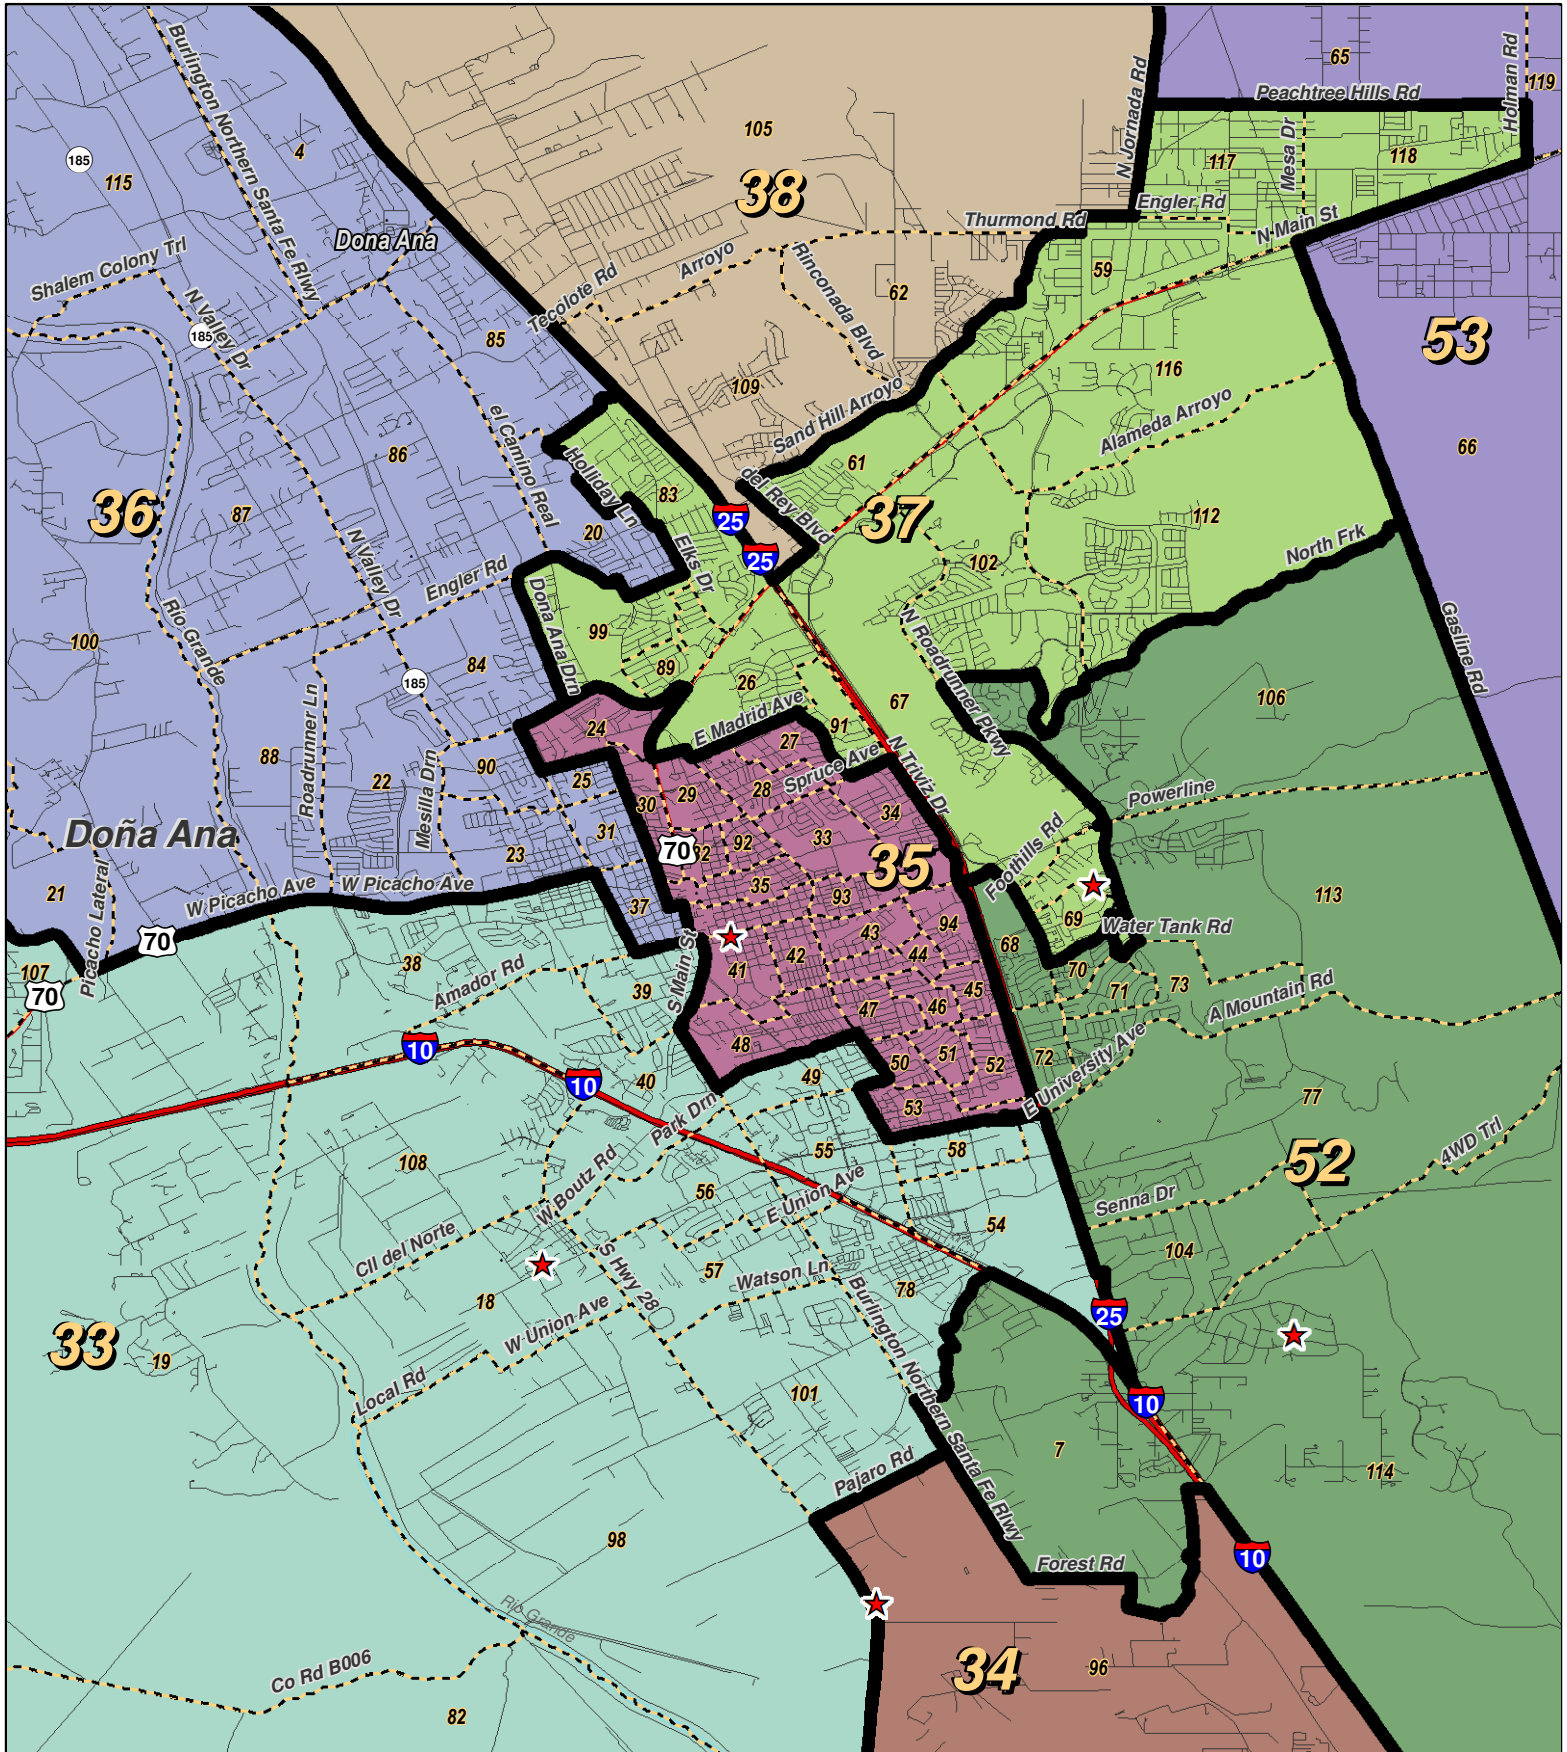 65
Holman Rd
119
Peachtree Hills Rd
Burlington Northern Santa Fe Rlwy
N Jornada Rd
105
4
185
115
117
Mesa Dr
118
38
Engler Rd
Thurmond Rd
N Main St
Dona Ana
Shalem Colony Trl
Arroyo
Tecolote Rd
Rinconada Blvd
59
62
N Valley Dr
185
85
53
116
109
Sand Hill Arroyo
Alameda Arroyo
el Camino Real
86
66
61
Holliday Ln
83
del Rey Blvd
36
87
37
25
112
20
25
North Frk
N Valley Dr
Elks Dr
102
Engler Rd
Dona Ana Drn
Rio Grande
100
99
N Roadrunner Pkwy
Gasline Rd
84
89
185
26
106
67
Roadrunner Ln
E Madrid Ave
24
91
27
88
22
Mesilla Drn
90
25
Spruce Ave
N Triviz Dr
28
29
30
Powerline
34
Doña Ana
31
33
92
70
23
35
Foothills Rd
W Picacho Ave
W Picacho Ave
21
Picacho Lateral
35
93
113
37
69
Water Tank Rd
94
43
68
70
41
42
44
107
38
S Main St
70
Amador Rd
39
70
71
73
A Mountain Rd
45
46
47
48
10
50
51
52
72
E University Ave
10
40
49
77
Park Drn
53
55
58
52
4WD Trl
108
W Boutz Rd
56
E Union Ave
Senna Dr
54
Cll del Norte
S Hwy 28
57
Watson Ln
104
78
18
W Union Ave
25
33
19
Burlington Northern Santa Fe Rlwy
Local Rd
101
10
7
114
Pajaro Rd
98
Forest Rd
10
Rio Grande
Co Rd B006
34
96
82